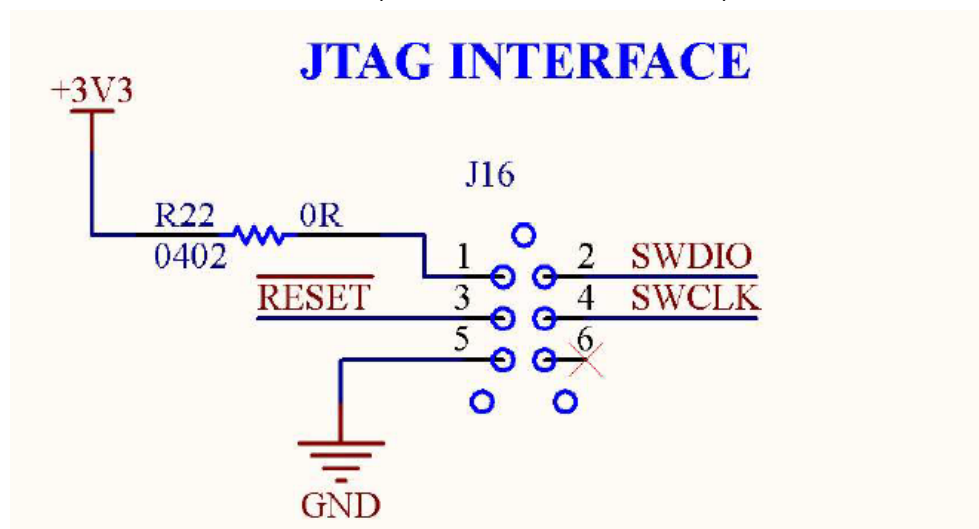 JTAG INTERFACE
+3V3
J16
R22 0R
0402
1 2 SWDIO
RESET 3 4 SWCLK
5 6
GND